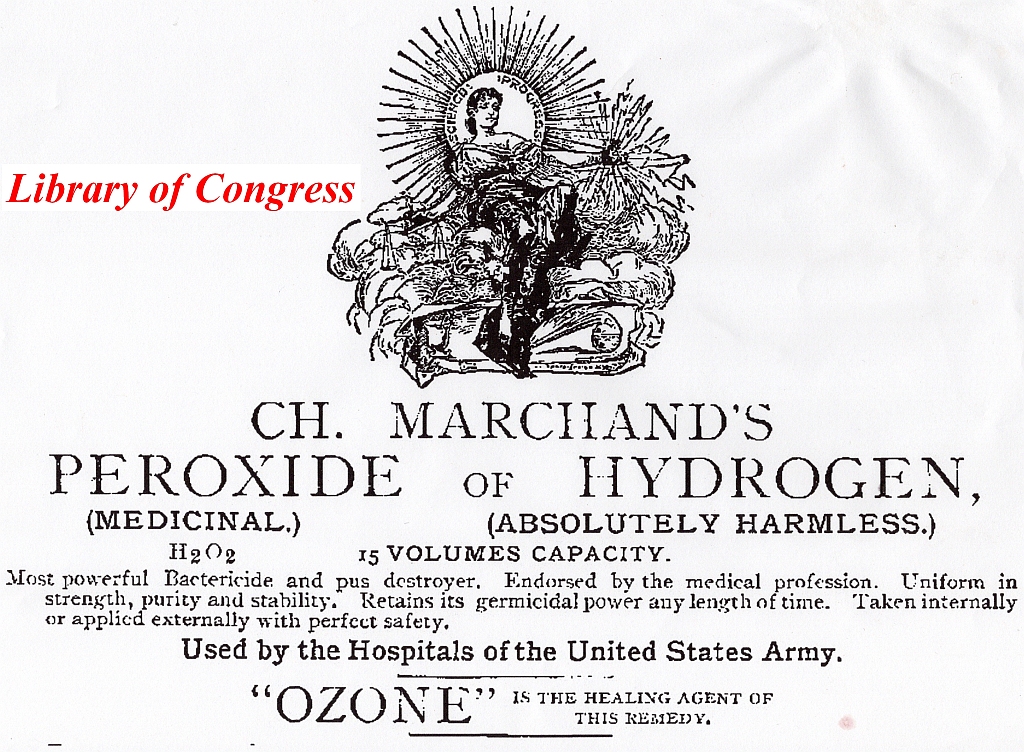 SCIENCE PROGRESS
Library of Congress
CH. MARCHAND'S
PEROXIDE OF HYDROGEN,
(MEDICINAL.) (ABSOLUTELY HARMLESS.)
H2O2 15 VOLUMES CAPACITY.
Most powerful Bactericide and pus destroyer. Endorsed by the medical profession. Uniform in
strength, purity and stability. Retains its germicidal power any length of time. Taken internally
or applied externally with perfect safety.
Used by the Hospitals of the United States Army.
"OZONE" IS THE HEALING AGENT OF
THIS REMEDY.